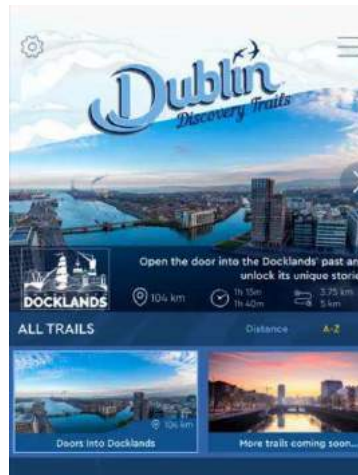 Dublin
Discovery Trails
Open the door into the Docklands' past an
unlock its unique storie
DOCKLANDS
104 km
1h 15m
1h 40m
3.75 km
5 km
ALL TRAILS
Distance
A-Z
104 km
Doors Into Docklands
More trails coming soon...